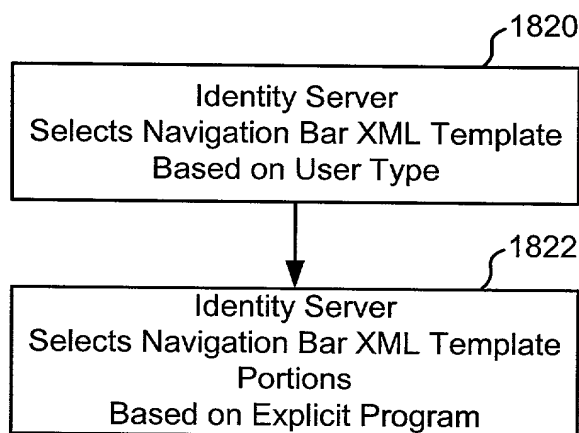 1820
Identity Server
Selects Navigation Bar XML Template
Based on User Type
1822
Identity Server
Selects Navigation Bar XML Template
Portions
Based on Explicit Program